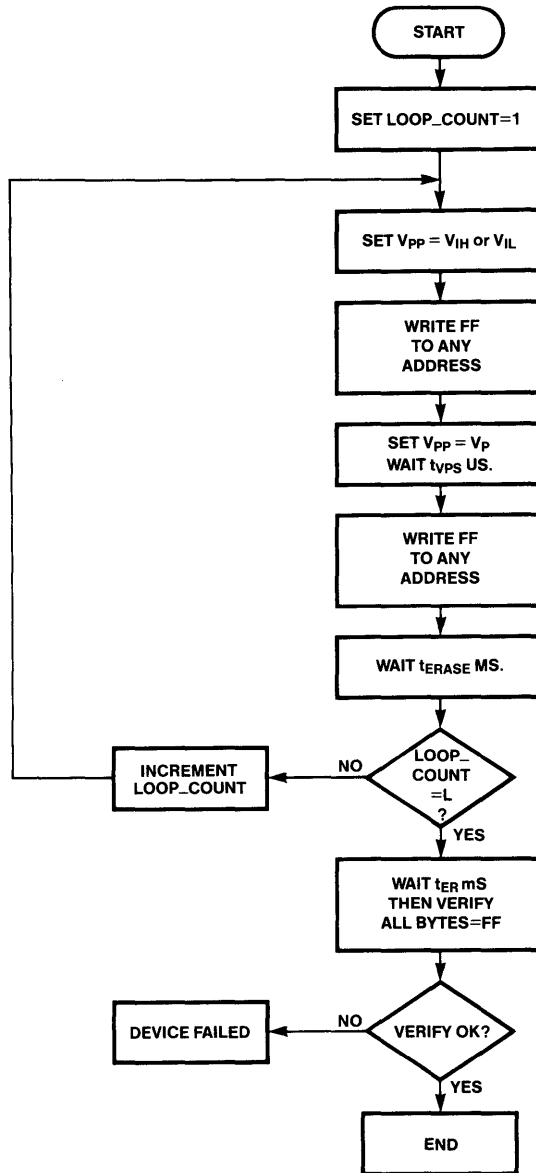 START
SET LOOP_COUNT=1
SET VPP = VIH or VIL
WRITE FF
TO ANY
ADDRESS
SET VPP = VP
WAIT tVPS US.
WRITE FF
TO ANY
ADDRESS
WAIT tERASE MS.
LOOP_
COUNT
=L
?
NO
INCREMENT
LOOP_COUNT
YES
WAIT tER mS
THEN VERIFY
ALL BYTES=FF
VERIFY OK?
NO
DEVICE FAILED
YES
END